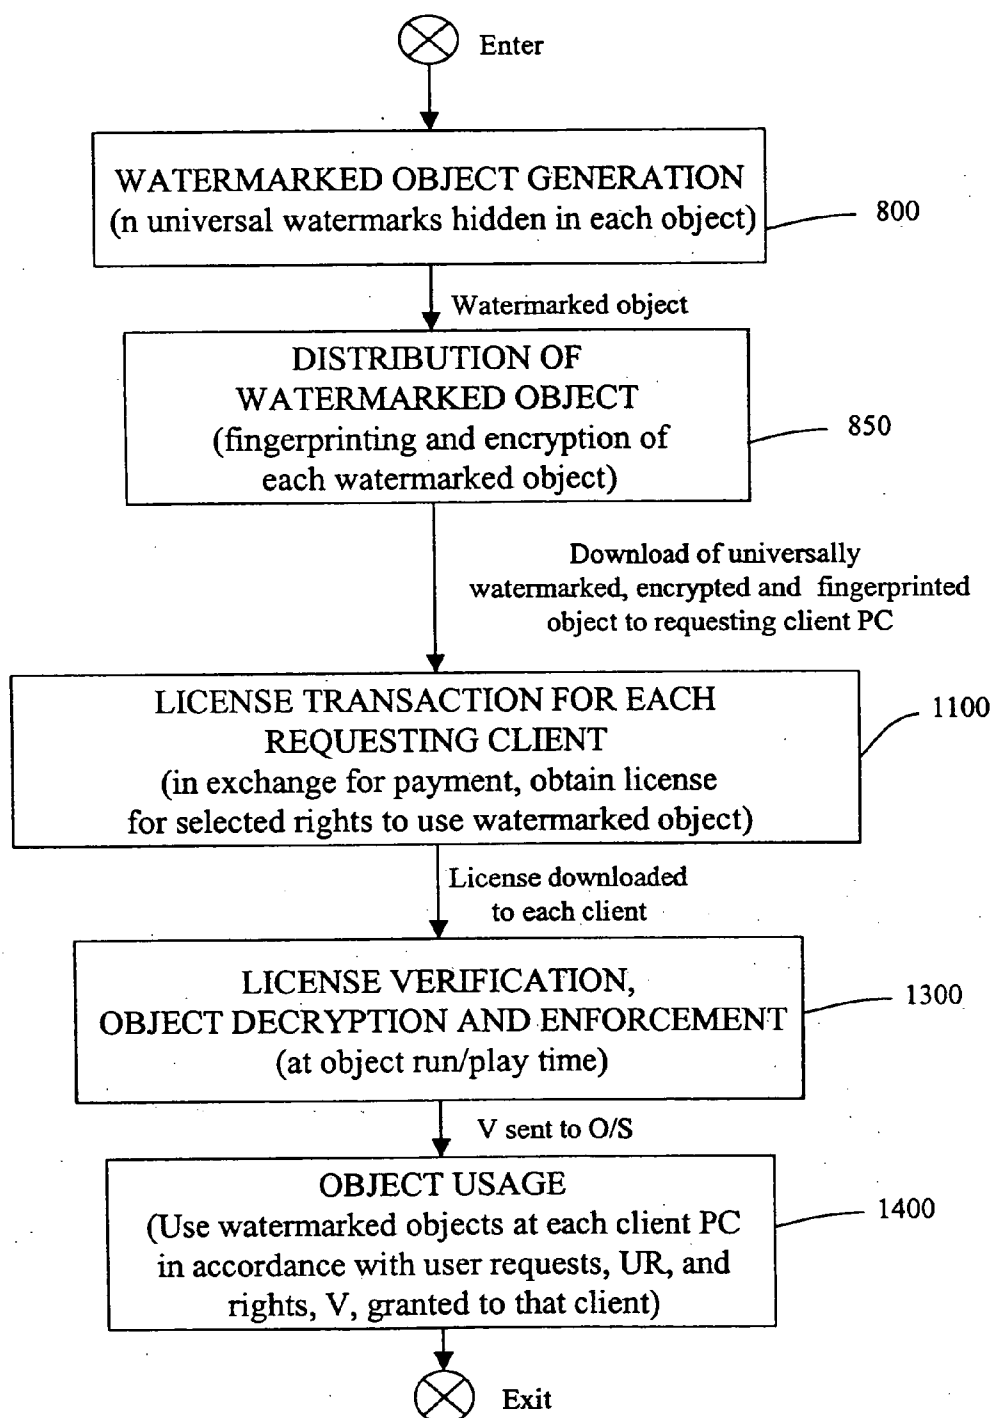 Enter
WATERMARKED OBJECT GENERATION
(n universal watermarks hidden in each object)
800
Watermarked object
DISTRIBUTION OF
WATERMARKED OBJECT
(fingerprinting and encryption of
each watermarked object)
850
Download of universally
watermarked, encrypted and fingerprinted
object to requesting client PC
LICENSE TRANSACTION FOR EACH
REQUESTING CLIENT
(in exchange for payment, obtain license
for selected rights to use watermarked object)
1100
License downloaded
to each client
LICENSE VERIFICATION,
OBJECT DECRYPTION AND ENFORCEMENT
(at object run/play time)
1300
V sent to O/S
OBJECT USAGE
(Use watermarked objects at each client PC
in accordance with user requests, UR, and
rights, V, granted to that client)
1400
Exit